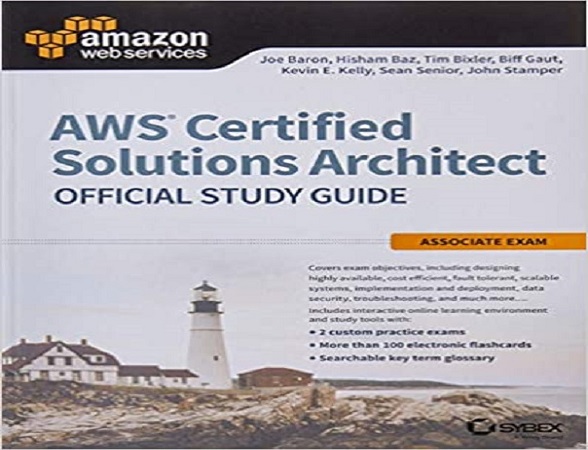 amazon
web services
Joe Baron, Hisham Baz, Tim Bixler, Biff Gaut,
Kevin E. Kelly, Sean Senior, John Stamper
AWS® Certified
Solutions Architect
OFFICIAL STUDY GUIDE
ASSOCIATE EXAM
Covers exam objectives, including designing
highly available, cost efficient, fault tolerant, scalable
systems, implementation and deployment, data
security, troubleshooting, and much more....
Includes interactive online learning environment
and study tools with:
• 2 custom practice exams
• More than 100 electronic flashcards
• Searchable key term glossary
SYBEX